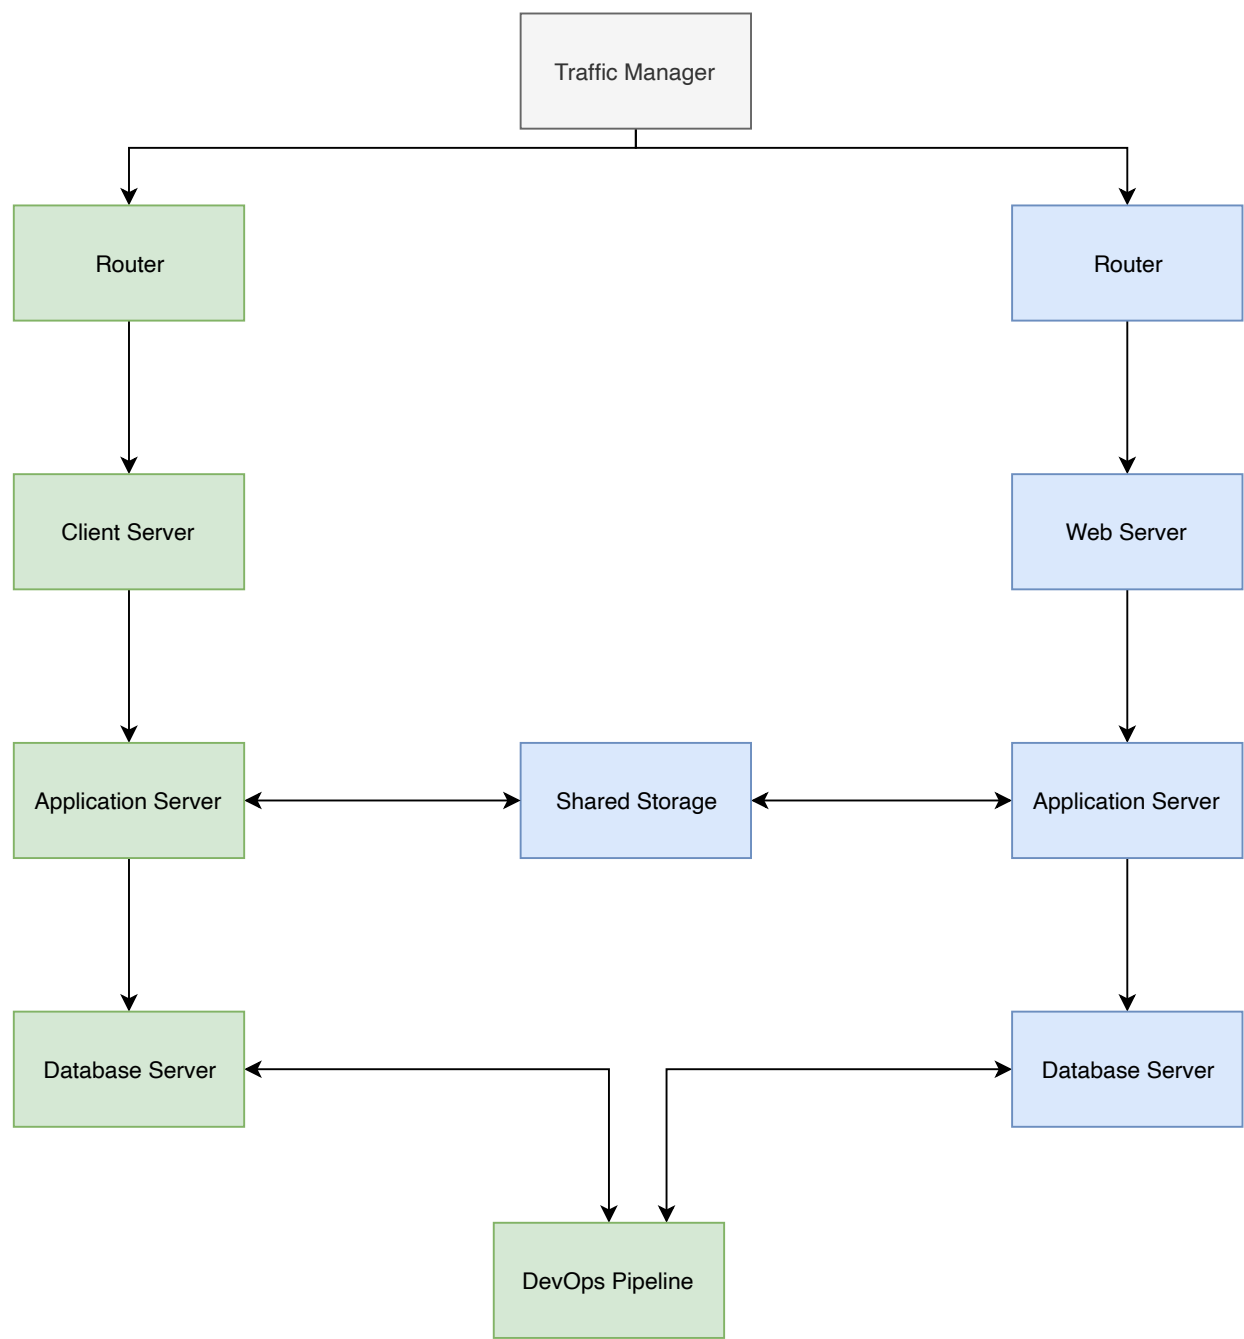 Traffic Manager
Router
Router
Client Server
Web Server
Application Server
Shared Storage
Application Server
Database Server
Database Server
DevOps Pipeline